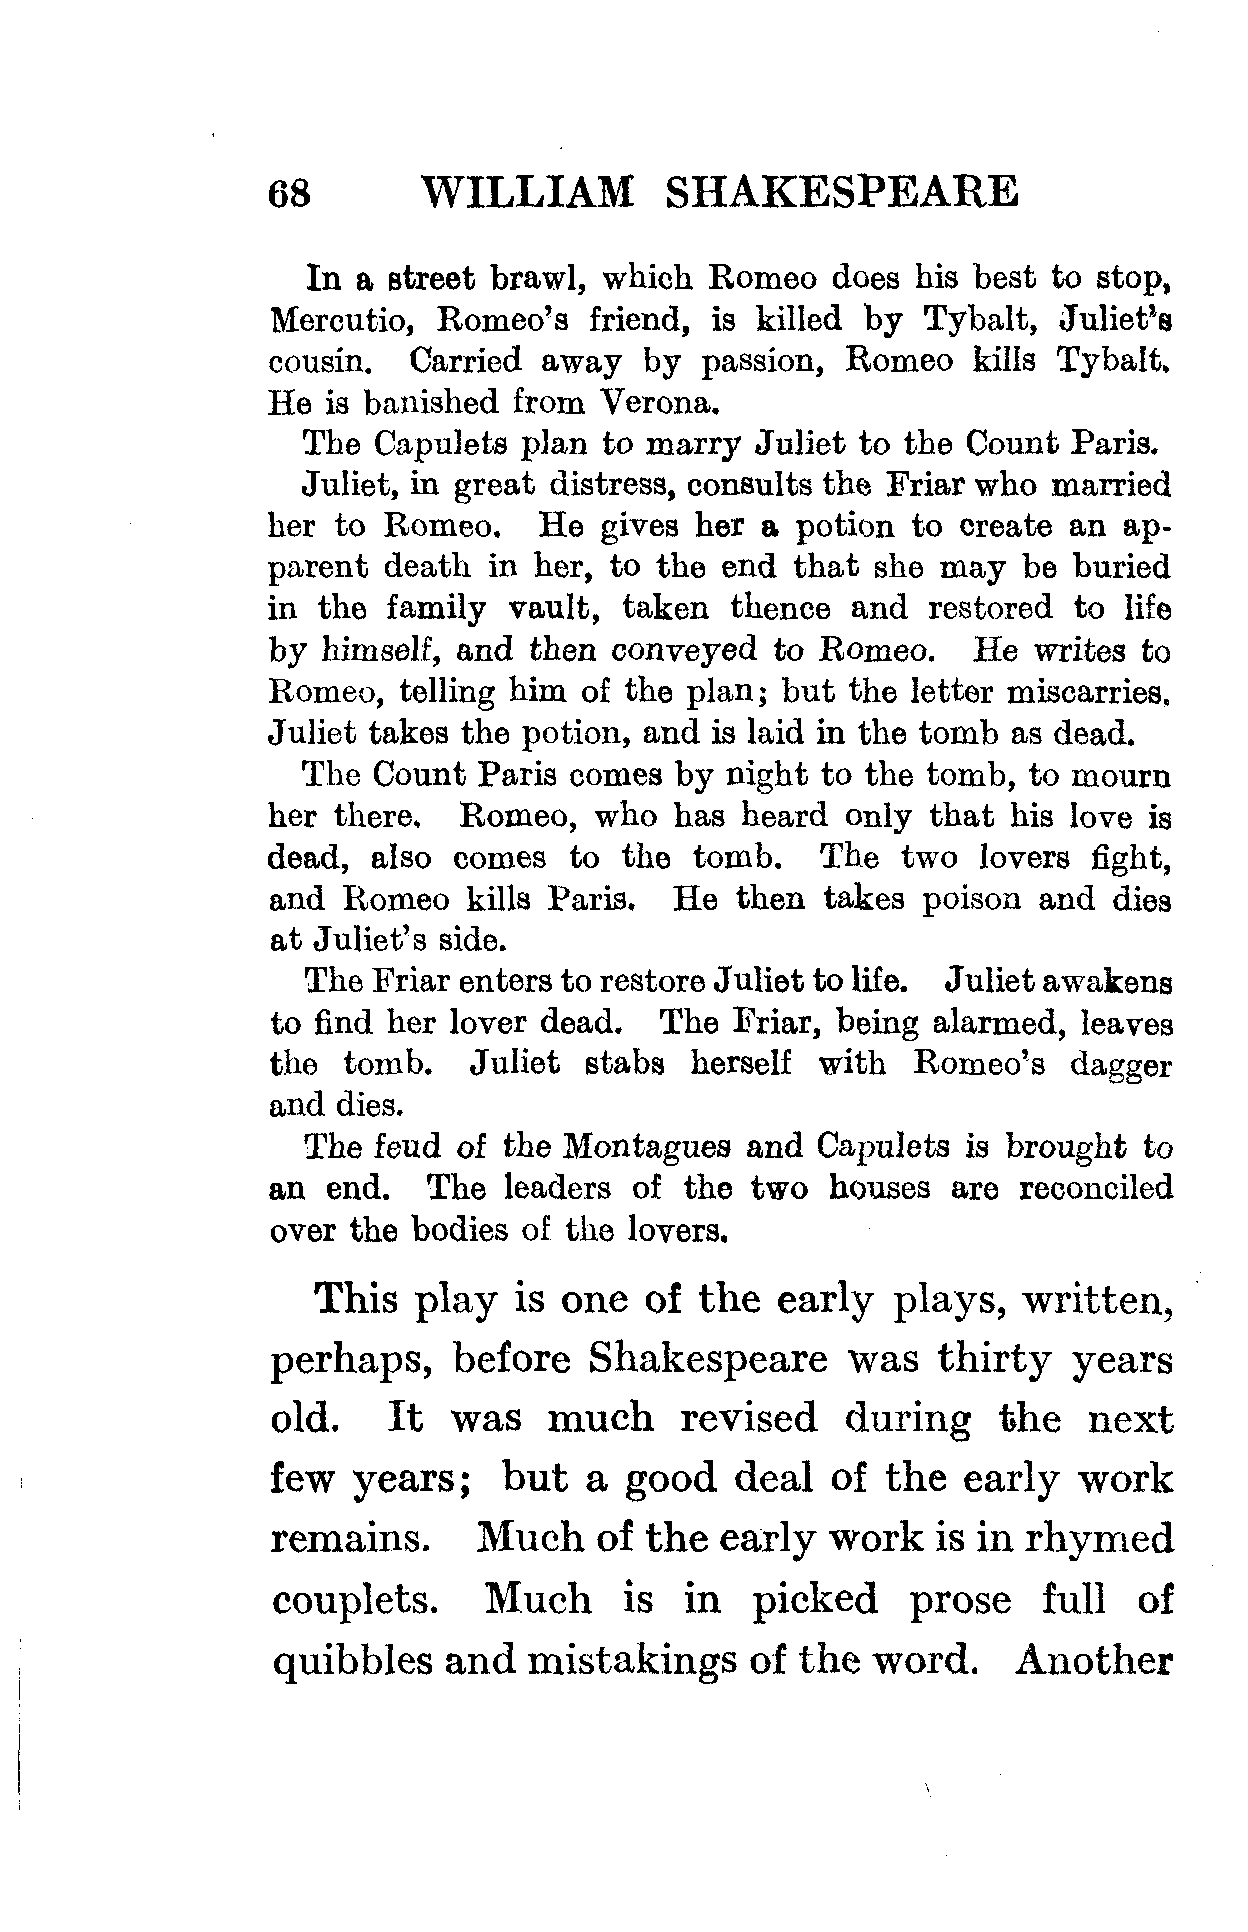 68 WILLIAM SHAKESPEARE
In a street brawl, which Romeo does his best to stop,
Mercutio, Romeo's friend, is killed by Tybalt, Juliet's
cousin. Carried away by passion, Romeo kills Tybalt.
He is banished from Verona.
The Capulets plan to marry Juliet to the Count Paris.
Juliet, in great distress, consults the Friar who married
her to Romeo. He gives her a potion to create an ap-
parent death in her, to the end that she may be buried
in the family vault, taken thence and restored to life
by himself, and then conveyed to Romeo. He writes to
Romeo, telling him of the plan; but the letter miscarries.
Juliet takes the potion, and is laid in the tomb as dead.
The Count Paris comes by night to the tomb, to mourn
her there. Romeo, who has heard only that his love is
dead, also comes to the tomb. The two lovers fight,
and Romeo kills Paris. He then takes poison and dies
at Juliet's side.
The Friar enters to restore Juliet to life. Juliet awakens
to find her lover dead. The Friar, being alarmed, leaves
the tomb. Juliet stabs herself with Romeo's dagger
and dies.
The feud of the Montagues and Capulets is brought to
an end. The leaders of the two houses are reconciled
over the bodies of the lovers.
This play is one of the early plays, written,
perhaps, before Shakespeare was thirty years
old. It was much revised during the next
few years; but a good deal of the early work
remains. Much of the early work is in rhymed
couplets. Much is in picked prose full of
quibbles and mistakings of the word. Another